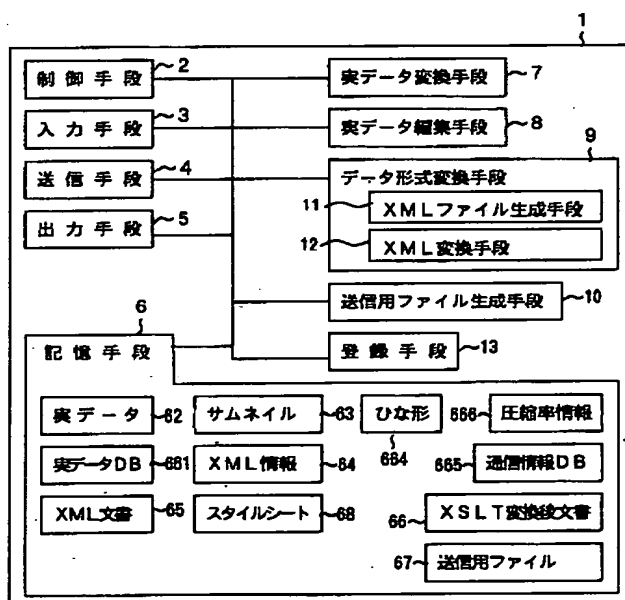 1
制御手段 2
入力手段 3
送信手段 4
出力手段 5
実データ変換手段 7
実データ編集手段 8
9
データ形式変換手段
11 XMLファイル生成手段
12 XML変換手段
送信用ファイル生成手段 10
登録手段 13
6
記憶手段
実データ 62
サムネイル 63
ひな形
664
666 圧縮率情報
実データDB 661
XML情報 64
665 通信情報DB
XML文書 65
スタイルシート 68
66 XSLT変換後文書
67 送信用ファイル